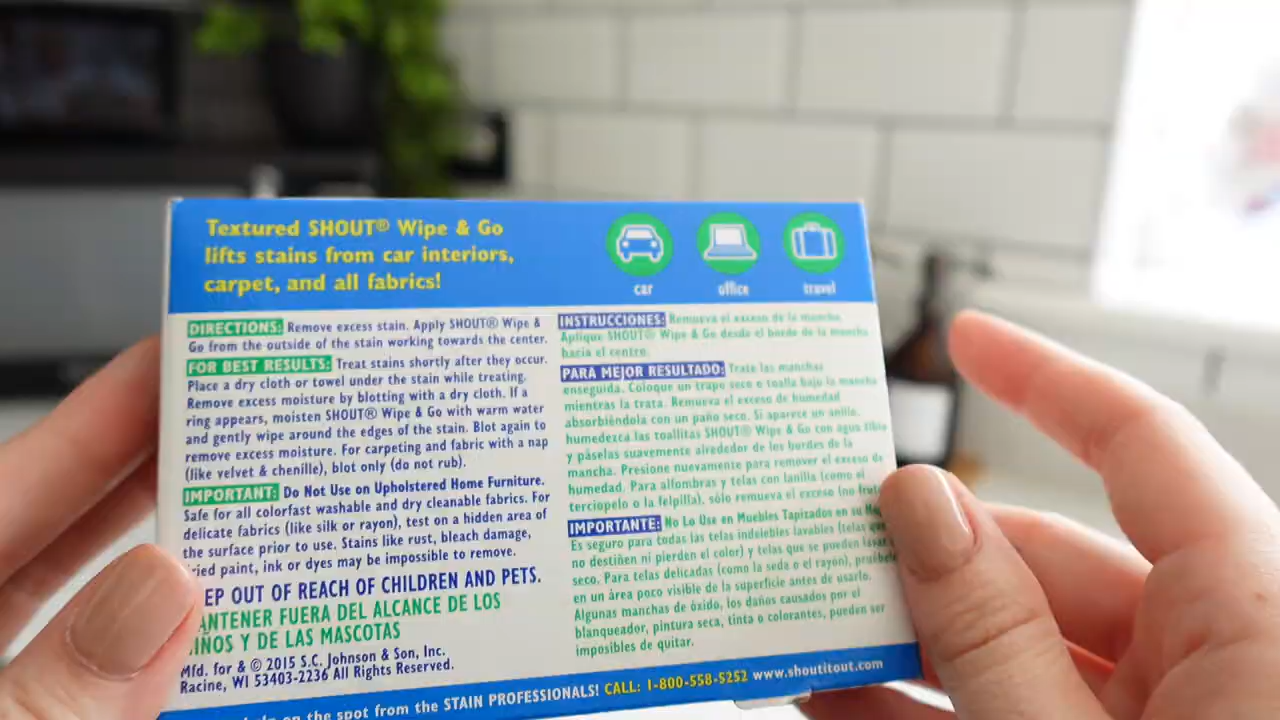 Textured SHOUT® Wipe & Go
lifts stains from car interiors,
carpet, and all fabrics!
car
office
travel
DIRECTIONS: Remove excess stain. Apply SHOUT® Wipe &
Go from the outside of the stain working towards the center.
FOR BEST RESULTS: Treat stains shortly after they occur.
Place a dry cloth or towel under the stain while treating.
Remove excess moisture by blotting with a dry cloth. If a
ring appears, moisten SHOUT® Wipe & Go with warm water
and gently wipe around the edges of the stain. Blot again to
remove excess moisture. For carpeting and fabric with a nap
(like velvet & chenille), blot only (do not rub).
IMPORTANT: Do Not Use on Upholstered Home Furniture.
Safe for all colorfast washable and dry cleanable fabrics. For
delicate fabrics (like silk or rayon), test on a hidden area of
the surface prior to use. Stains like rust, bleach damage,
ried paint, ink or dyes may be impossible to remove.
EP OUT OF REACH OF CHILDREN AND PETS.
ANTENER FUERA DEL ALCANCE DE LOS
IÑOS Y DE LAS MASCOTAS
Mfd. for & © 2015 S.C. Johnson & Son, Inc.
Racine, WI 53403-2236 All Rights Reserved.
INSTRUCCIONES: Remueva el exceso de la mancha.
Aplique SHOUT® Wipe & Go desde el borde de la mancha
hacia el centro.
PARA MEJOR RESULTADO: Trate las manchas
enseguida. Coloque un trapo seco o toalla bajo la mancha
mientras la trata. Remueva el exceso de humedad
absorbiéndola con un paño seco. Si aparece un anillo,
humedezca las toallitas SHOUT® Wipe & Go con agua tibia
y páselas suavemente alrededor de los bordes de la
mancha. Presione nuevamente para remover el exceso de
humedad. Para alfombras y telas con lanilla (como el
terciopelo o la felpilla), sólo remueva el exceso (no frote
IMPORTANTE: No Lo Use en Muebles Tapizados en su
Es seguro para todas las telas indelebles lavables (telas que
no destiñen ni pierden el color) y telas que se pueden lavar
seco. Para telas delicadas (como la seda o el rayón), pruébelo
en un área poco visible de la superficie antes de usarlo.
Algunas manchas de óxido, los daños causados por el
blanqueador, pintura seca, tinta o colorantes, pueden ser
imposibles de quitar.
on the spot from the STAIN PROFESSIONALS! CALL: 1-800-558-5252 www.shoutitout.com